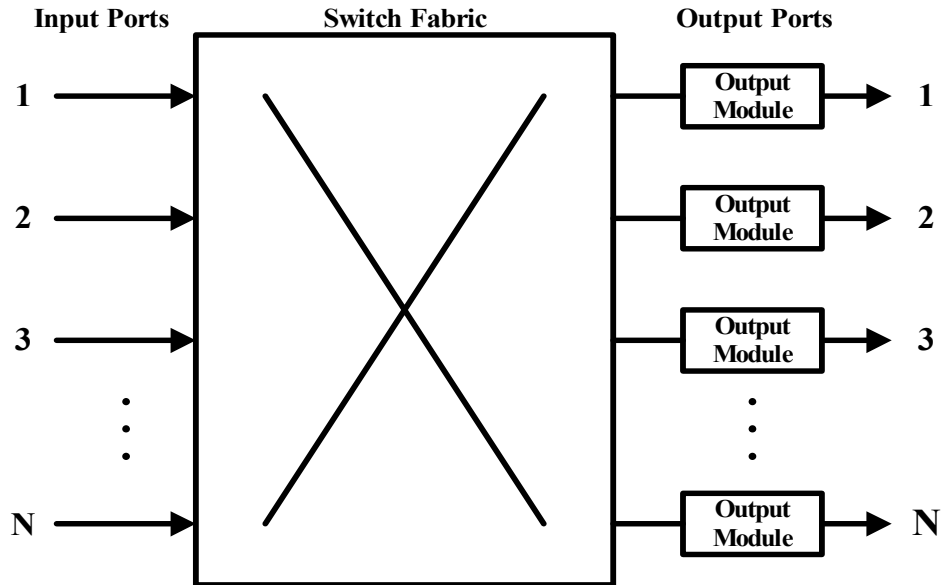 Input Ports Switch Fabric Output Ports
1 Output 1
Module
2 Output 2
Module
3 Output 3
Module
N Output N
Module